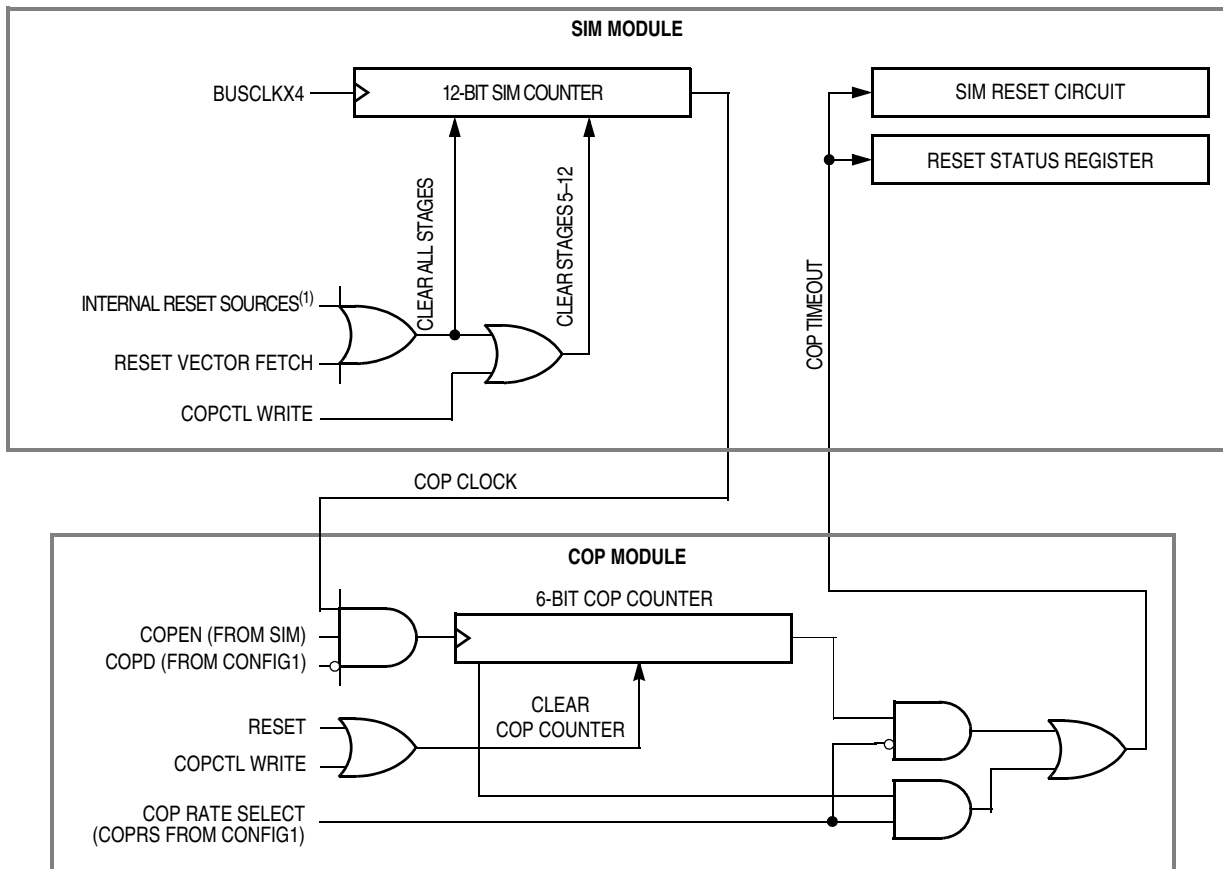 SIM MODULE
BUSCLKX4
12-BIT SIM COUNTER
SIM RESET CIRCUIT
RESET STATUS REGISTER
CLEAR ALL STAGES
CLEAR STAGES 5–12
INTERNAL RESET SOURCES(1)
RESET VECTOR FETCH
COPCTL WRITE
COP TIMEOUT
COP CLOCK
COP MODULE
6-BIT COP COUNTER
COPEN (FROM SIM)
COPD (FROM CONFIG1)
CLEAR
COP COUNTER
RESET
COPCTL WRITE
COP RATE SELECT
(COPRS FROM CONFIG1)